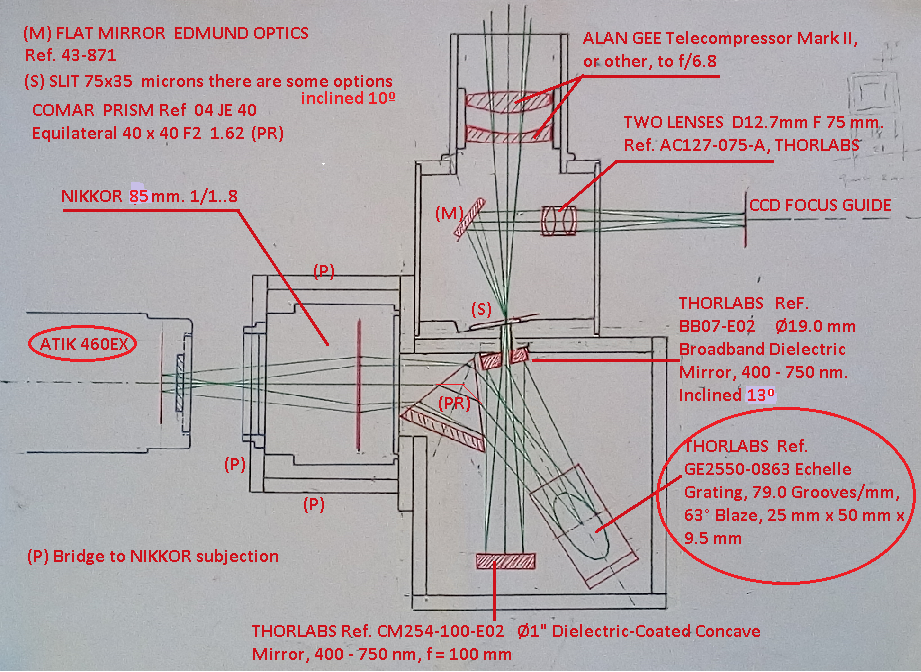 (M) FLAT MIRROR EDMUND OPTICS
Ref. 43-871
(S) SLIT 75x35 microns there are some options
inclined 10º
COMAR PRISM Ref 04 JE 40
Equilateral 40 x 40 F2 1.62 (PR)
ALAN GEE Telecompressor Mark II,
or other, to f/6.8
TWO LENSES D12.7mm F 75 mm.
Ref. AC127-075-A, THORLABS
NIKKOR 85mm. 1/1..8
(M)
CCD FOCUS GUIDE
(P)
(S)
THORLABS ReF.
BB07-E02 Ø19.0 mm
Broadband Dielectric
Mirror, 400 - 750 nm.
Inclined 13º
ATIK 460EX
(PR)
(P)
(P)
THORLABS Ref.
GE2550-0863 Echelle
Grating, 79.0 Grooves/mm,
63° Blaze, 25 mm x 50 mm x
9.5 mm
(P) Bridge to NIKKOR subjection
THORLABS Ref. CM254-100-E02 Ø1" Dielectric-Coated Concave
Mirror, 400 - 750 nm, f = 100 mm